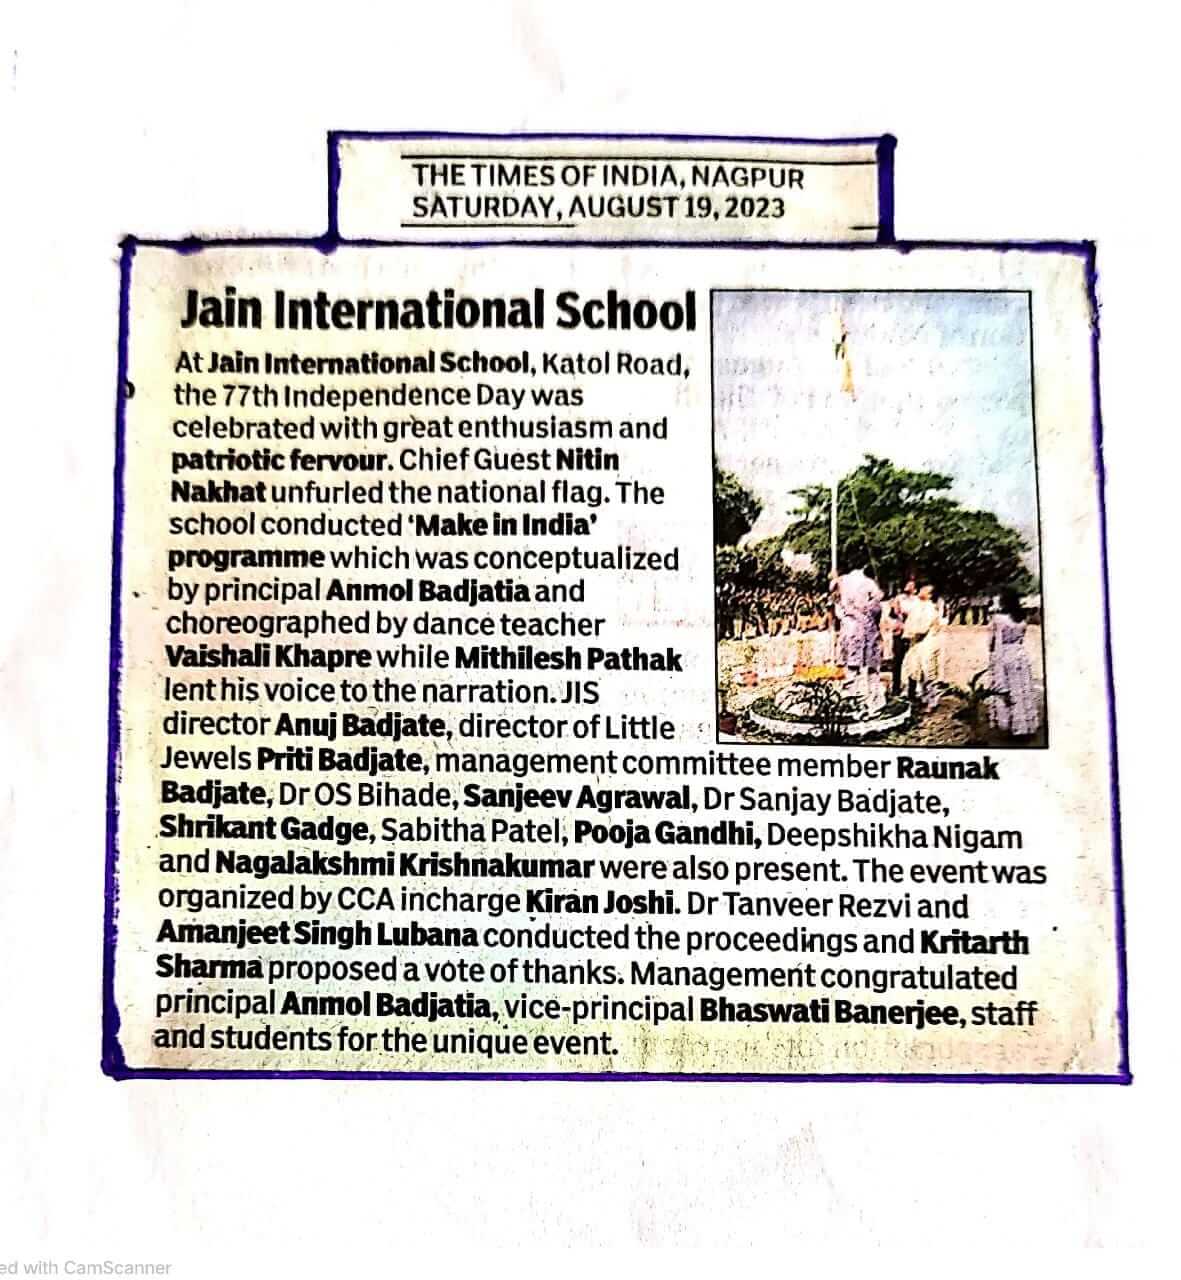 THE TIMES OF INDIA, NAGPUR
SATURDAY, AUGUST 19, 2023
Jain International School
At Jain International School, Katol Road,
the 77th Independence Day was
celebrated with great enthusiasm and
patriotic fervour. Chief Guest Nitin
Nakhat unfurled the national flag. The
school conducted ‘Make in India’
programme which was conceptualized
by principal Anmol Badjatia and
choreographed by dance teacher
Vaishali Khapre while Mithilesh Pathak
lent his voice to the narration. JIS
director Anuj Badjate, director of Little
Jewels Priti Badjate, management committee member Raunak
Badjate, Dr OS Bihade, Sanjeev Agrawal, Dr Sanjay Badjate,
Shrikant Gadge, Sabitha Patel, Pooja Gandhi, Deepshikha Nigam
and Nagalakshmi Krishnakumar were also present. The event was
organized by CCA incharge Kiran Joshi. Dr Tanveer Rezvi and
Amanjeet Singh Lubana conducted the proceedings and Kritarth
Sharma proposed a vote of thanks. Management congratulated
principal Anmol Badjatia, vice-principal Bhaswati Banerjee, staff
and students for the unique event.
ed with CamScanner